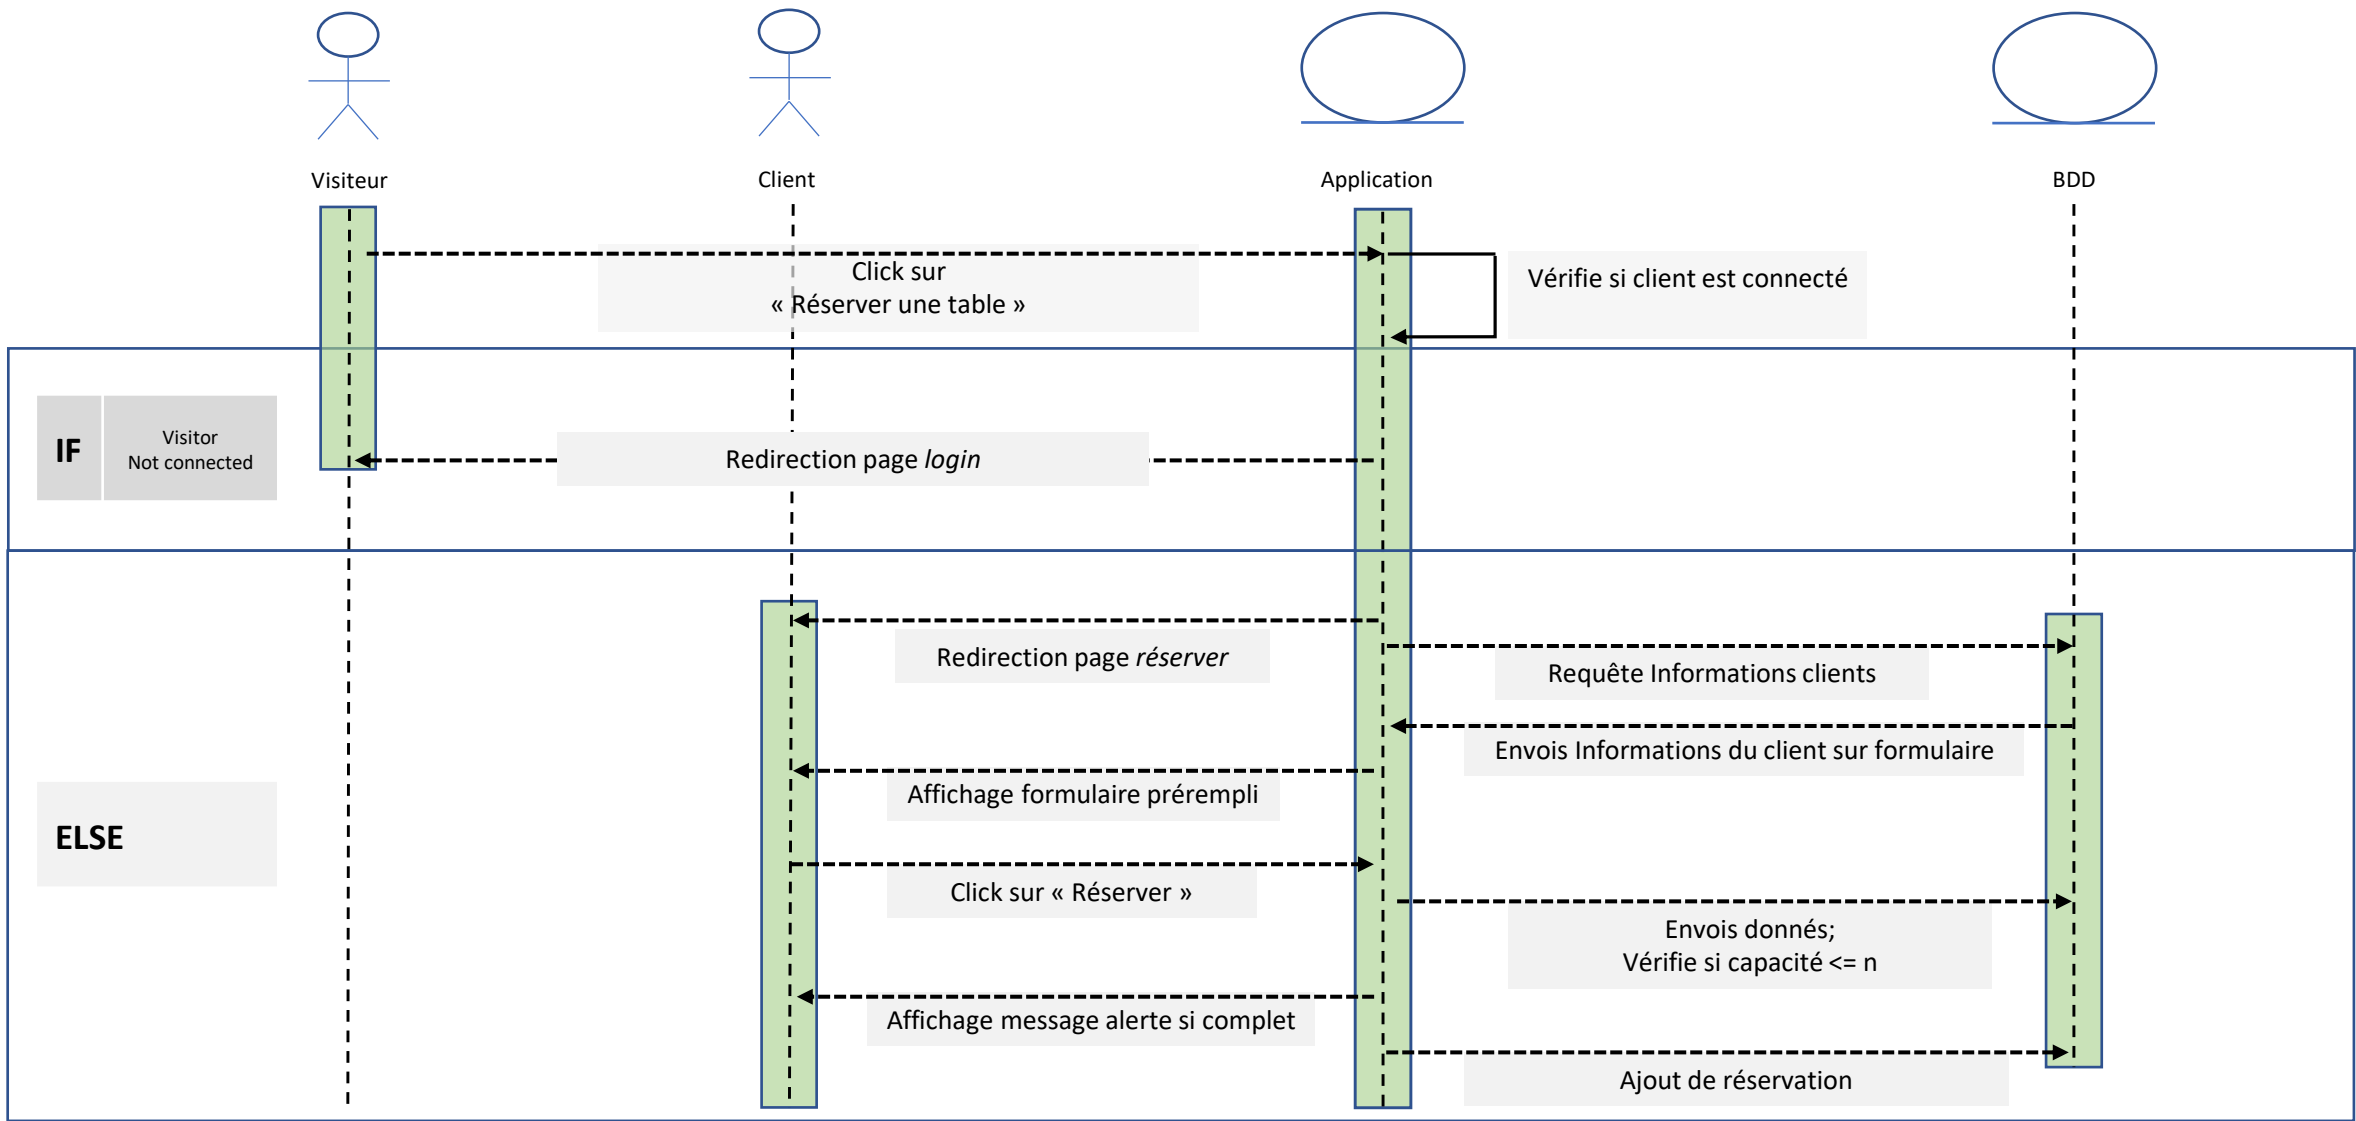 Visiteur
Client
Application
BDD
Click sur
« Réserver une table »
Vérifie si client est connecté
IF
Visitor
Not connected
Redirection page login
Redirection page réserver
Requête Informations clients
Envois Informations du client sur formulaire
Affichage formulaire prérempli
ELSE
Click sur « Réserver »
Envois donnés;
Vérifie si capacité <= n
Affichage message alerte si complet
Ajout de réservation